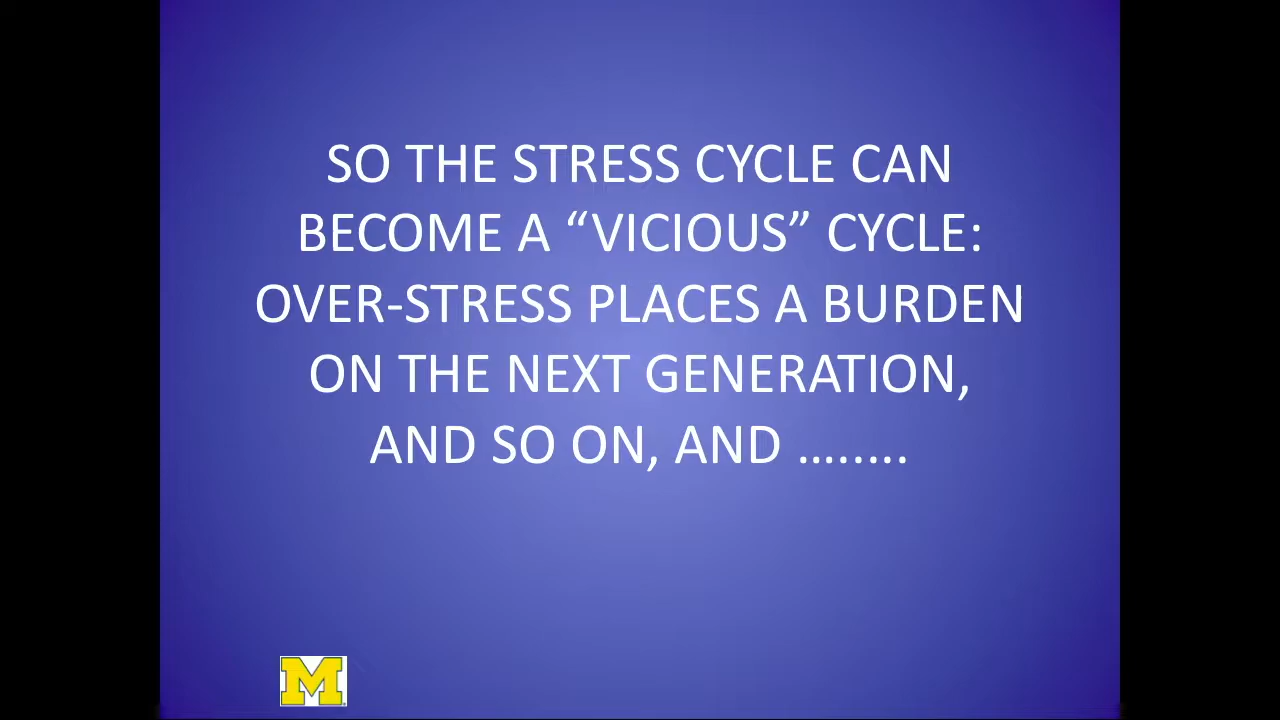 SO THE STRESS CYCLE CAN
BECOME A “VICIOUS” CYCLE:
OVER-STRESS PLACES A BURDEN
ON THE NEXT GENERATION,
AND SO ON, AND ….….
M